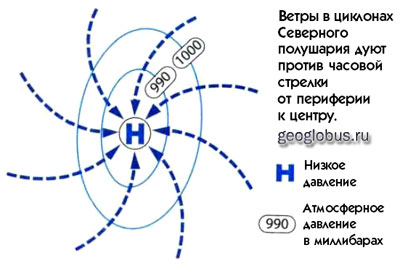 990
1000
Н
Ветры в циклонах
Северного
полушария дуют
против часовой
стрелки
от периферии
к центру.
geoglobus.ru
Н Низкое
давление
990 Атмосферное
давление
в миллибарах